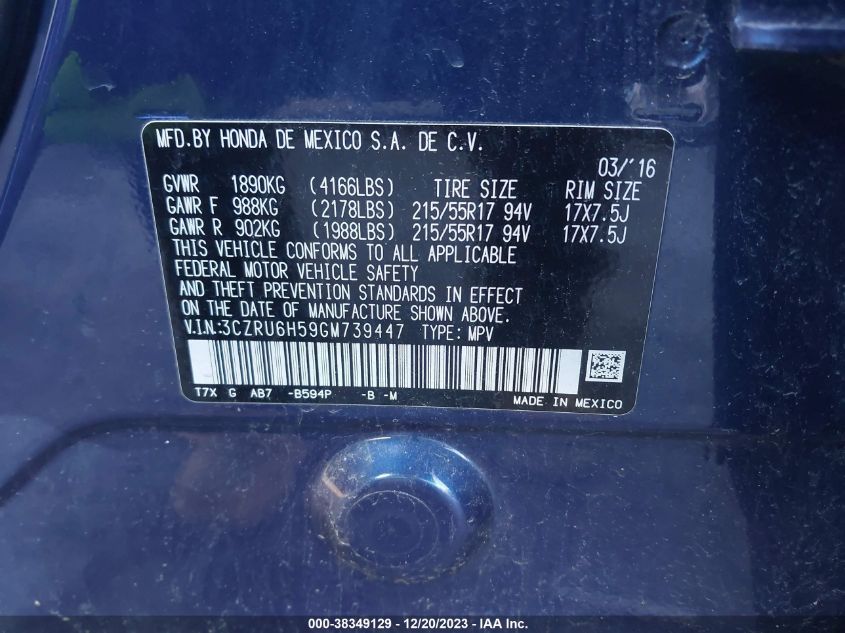 MFD.BY HONDA DE MEXICO S.A. DE C.V.
03/'16
GVWR 1890KG (4166LBS) TIRE SIZE RIM SIZE
GAWR F 988KG (2178LBS) 215/55R17 94V 17X7.5J
GAWR R 902KG (1988LBS) 215/55R17 94V 17X7.5J
THIS VEHICLE CONFORMS TO ALL APPLICABLE
FEDERAL MOTOR VEHICLE SAFETY
AND THEFT PREVENTION STANDARDS IN EFFECT
ON THE DATE OF MANUFACTURE SHOWN ABOVE.
V.I.N.:3CZRU6H59GM739447 TYPE: MPV
T7X G AB7 -B594P -B -M
MADE IN MEXICO
000-38349129 - 12/20/2023 - IAA Inc.